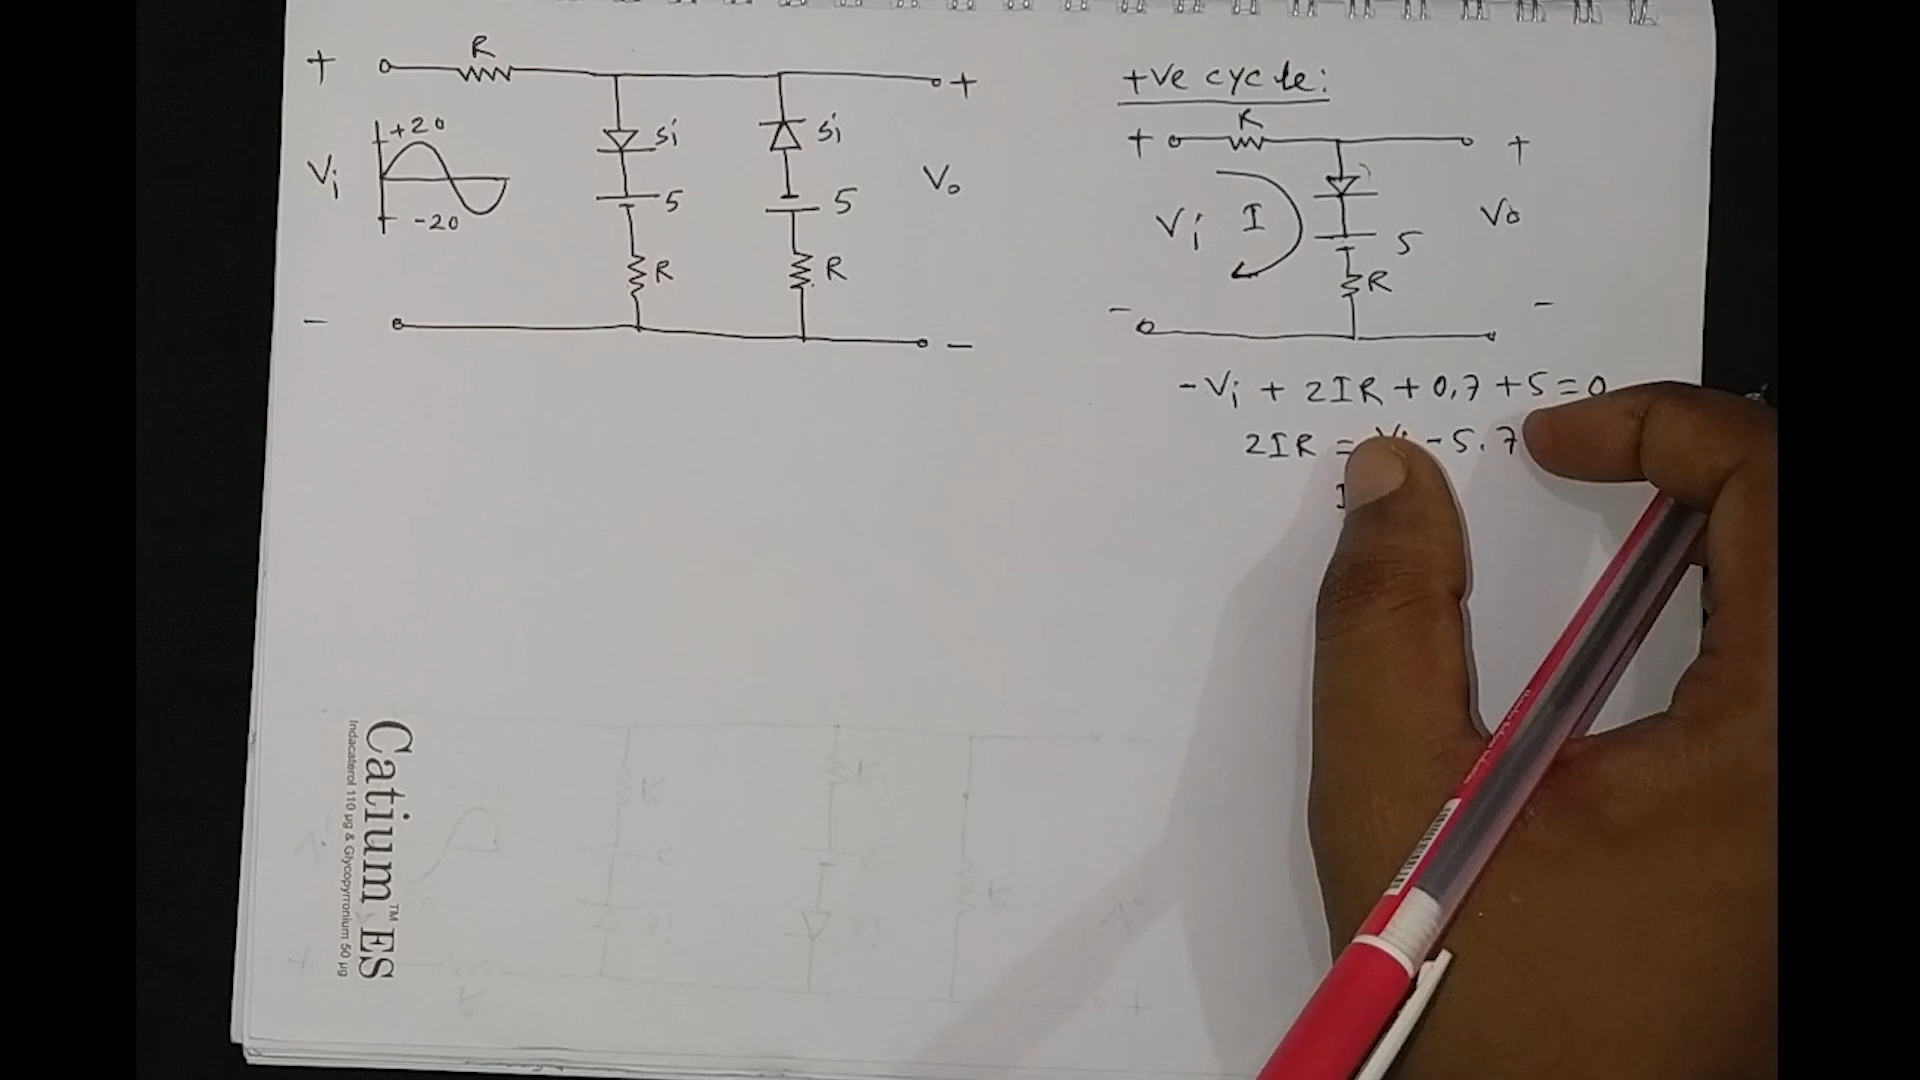 R
+ +
+20
Vi
-20
Si
5
R
Si
5
R
Vo
- -
+ve cycle:
R
+ +
Vi I
5
R
Vo
- -
-Vi + 2IR + 0.7 + 5 = 0
2IR = Vi - 5.7
Catium™ ES
Indacaterol 110 µg & Glycopyrronium 50 µg